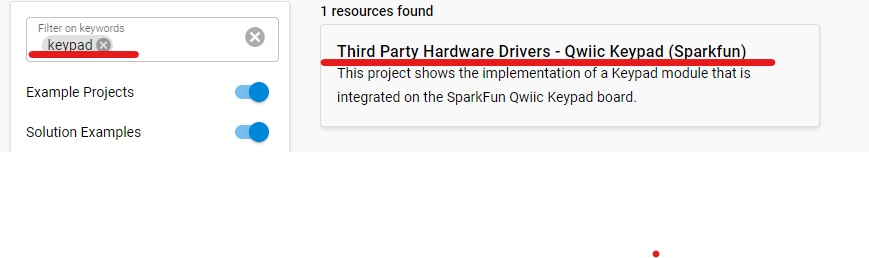 Filter on keywords
keypad
Example Projects
Solution Examples
1 resources found
Third Party Hardware Drivers - Qwiic Keypad (Sparkfun)
This project shows the implementation of a Keypad module that is
integrated on the SparkFun Qwiic Keypad board.